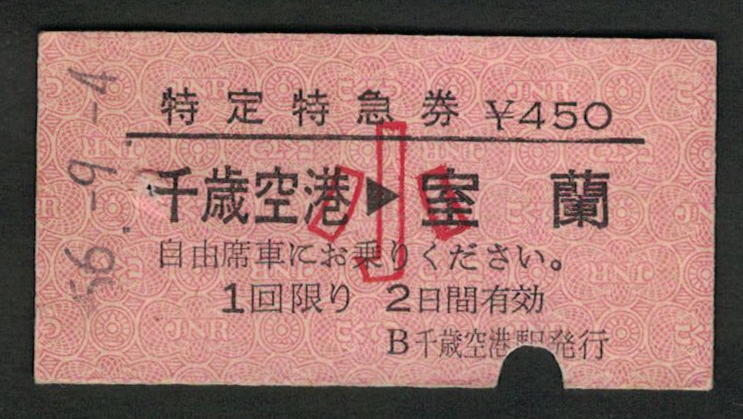 56.-9.-4
特定特急券 ¥450
千歳空港▶室蘭
小
自由席車にお乗りください。
1回限り 2日間有効
B千歳空港駅発行